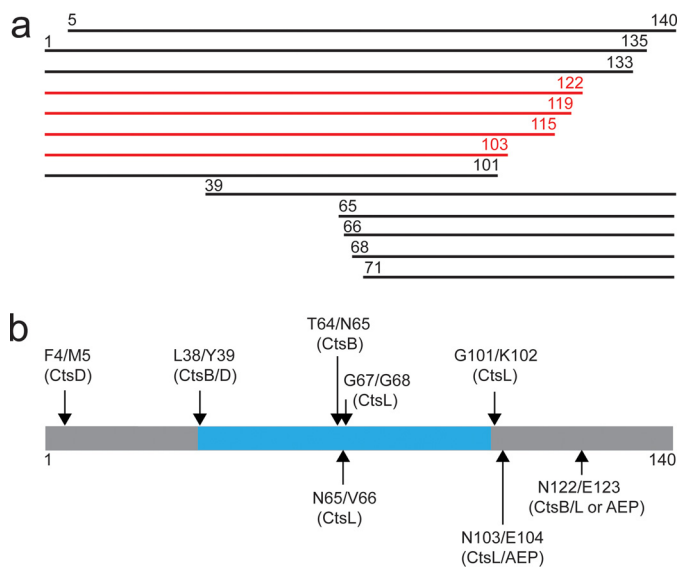 a
5 140
1 135
133
122
119
115
103
101
39
65
66
68
71
b
T64/N65
(CtsB)
F4/M5
(CtsD)
L38/Y39
(CtsB/D)
G67/G68
(CtsL)
G101/K102
(CtsL)
1 140
N65/V66
(CtsL)
N103/E104
(CtsL/AEP)
N122/E123
(CtsB/L or AEP)